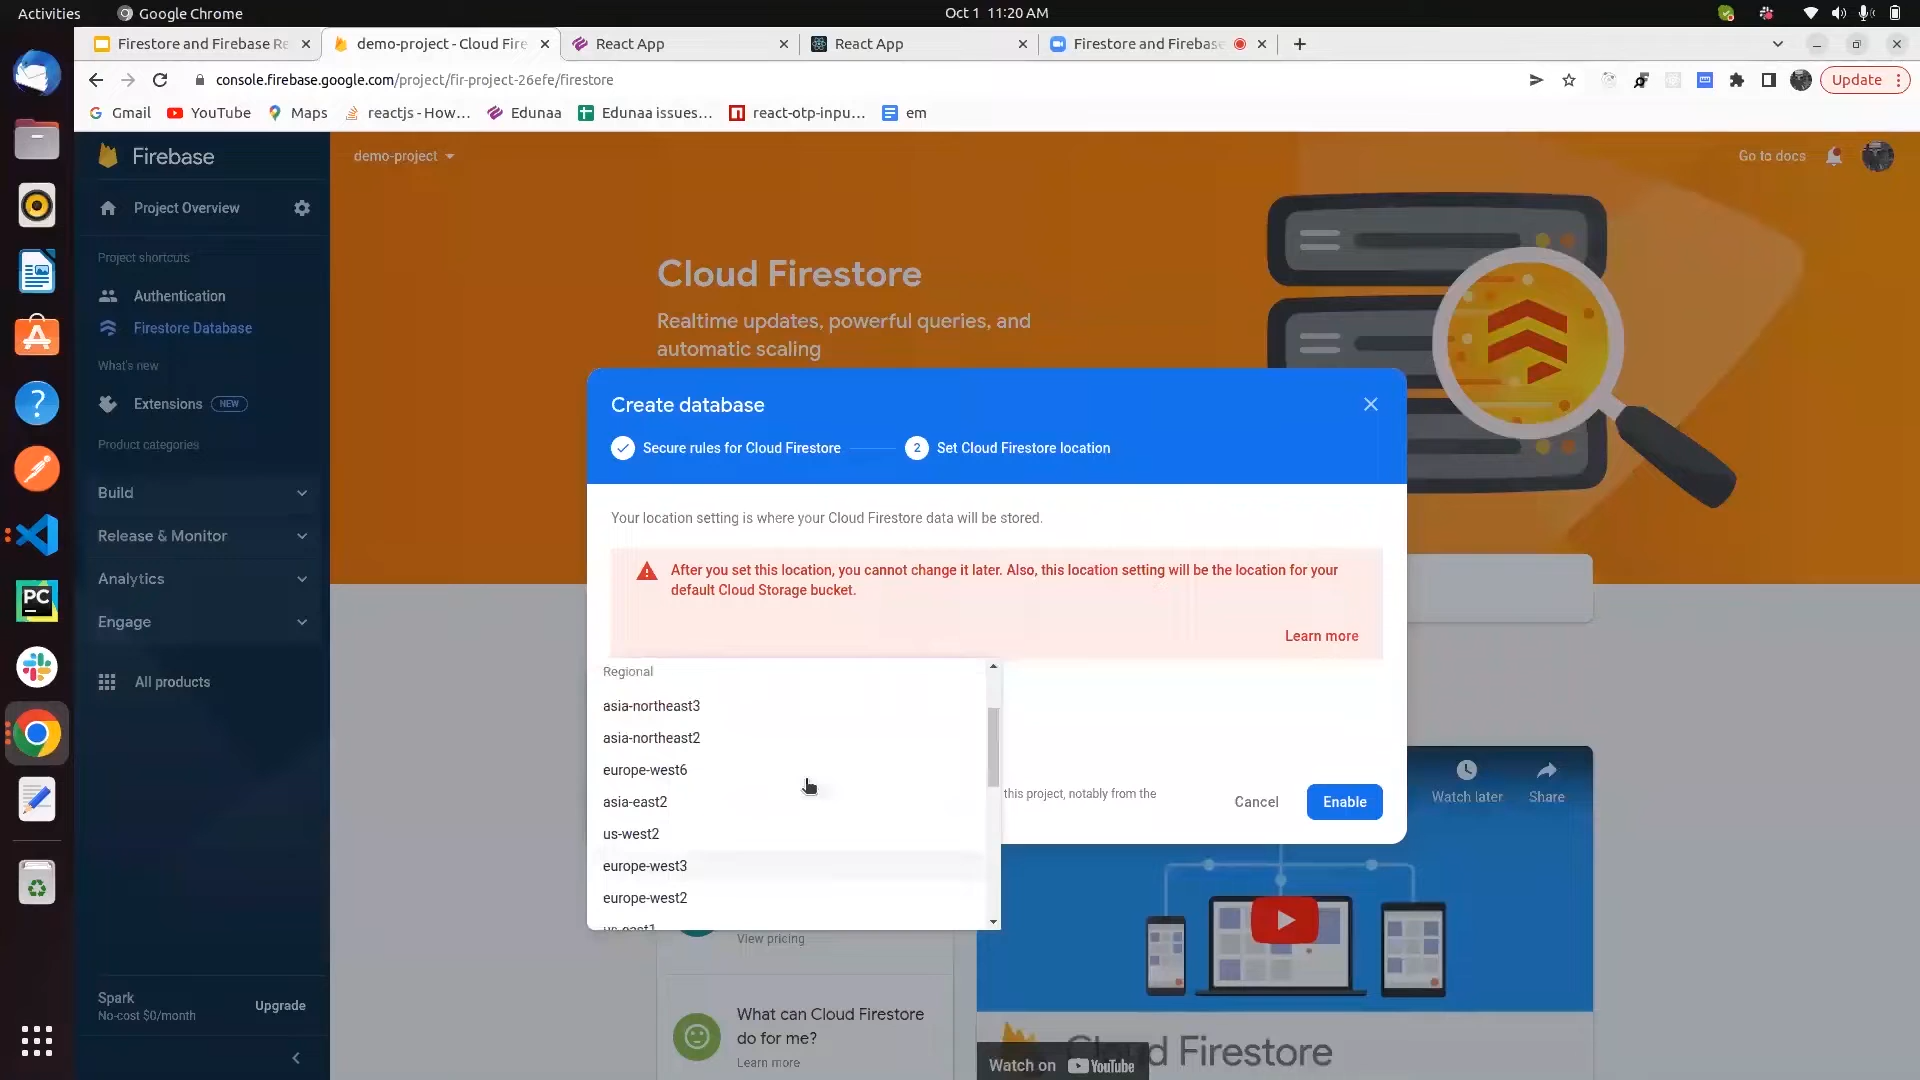 Activities
Google Chrome
Oct 1 11:20 AM
Firestore and Firebase Re
demo-project - Cloud Fire
React App
React App
Firestore and Firebase
console.firebase.google.com/project/fir-project-26efe/firestore
Update
Gmail
YouTube
Maps
reactjs - How...
Edunaa
Edunaa issues...
react-otp-inpu...
em
Firebase
demo-project
Go to docs
Project Overview
Project shortcuts
Authentication
Firestore Database
What's new
Extensions NEW
Product categories
Build
Release & Monitor
Analytics
Engage
All products
Spark
No-cost $0/month
Upgrade
Cloud Firestore
Realtime updates, powerful queries, and
automatic scaling
Create database
Secure rules for Cloud Firestore
2 Set Cloud Firestore location
Your location setting is where your Cloud Firestore data will be stored.
After you set this location, you cannot change it later. Also, this location setting will be the location for your
default Cloud Storage bucket.
Learn more
Regional
asia-northeast3
asia-northeast2
europe-west6
asia-east2
us-west2
europe-west3
europe-west2
us-east1
this project, notably from the
Cancel
Enable
Watch later
Share
View pricing
What can Cloud Firestore
do for me?
Learn more
Cloud Firestore
Watch on YouTube
PC